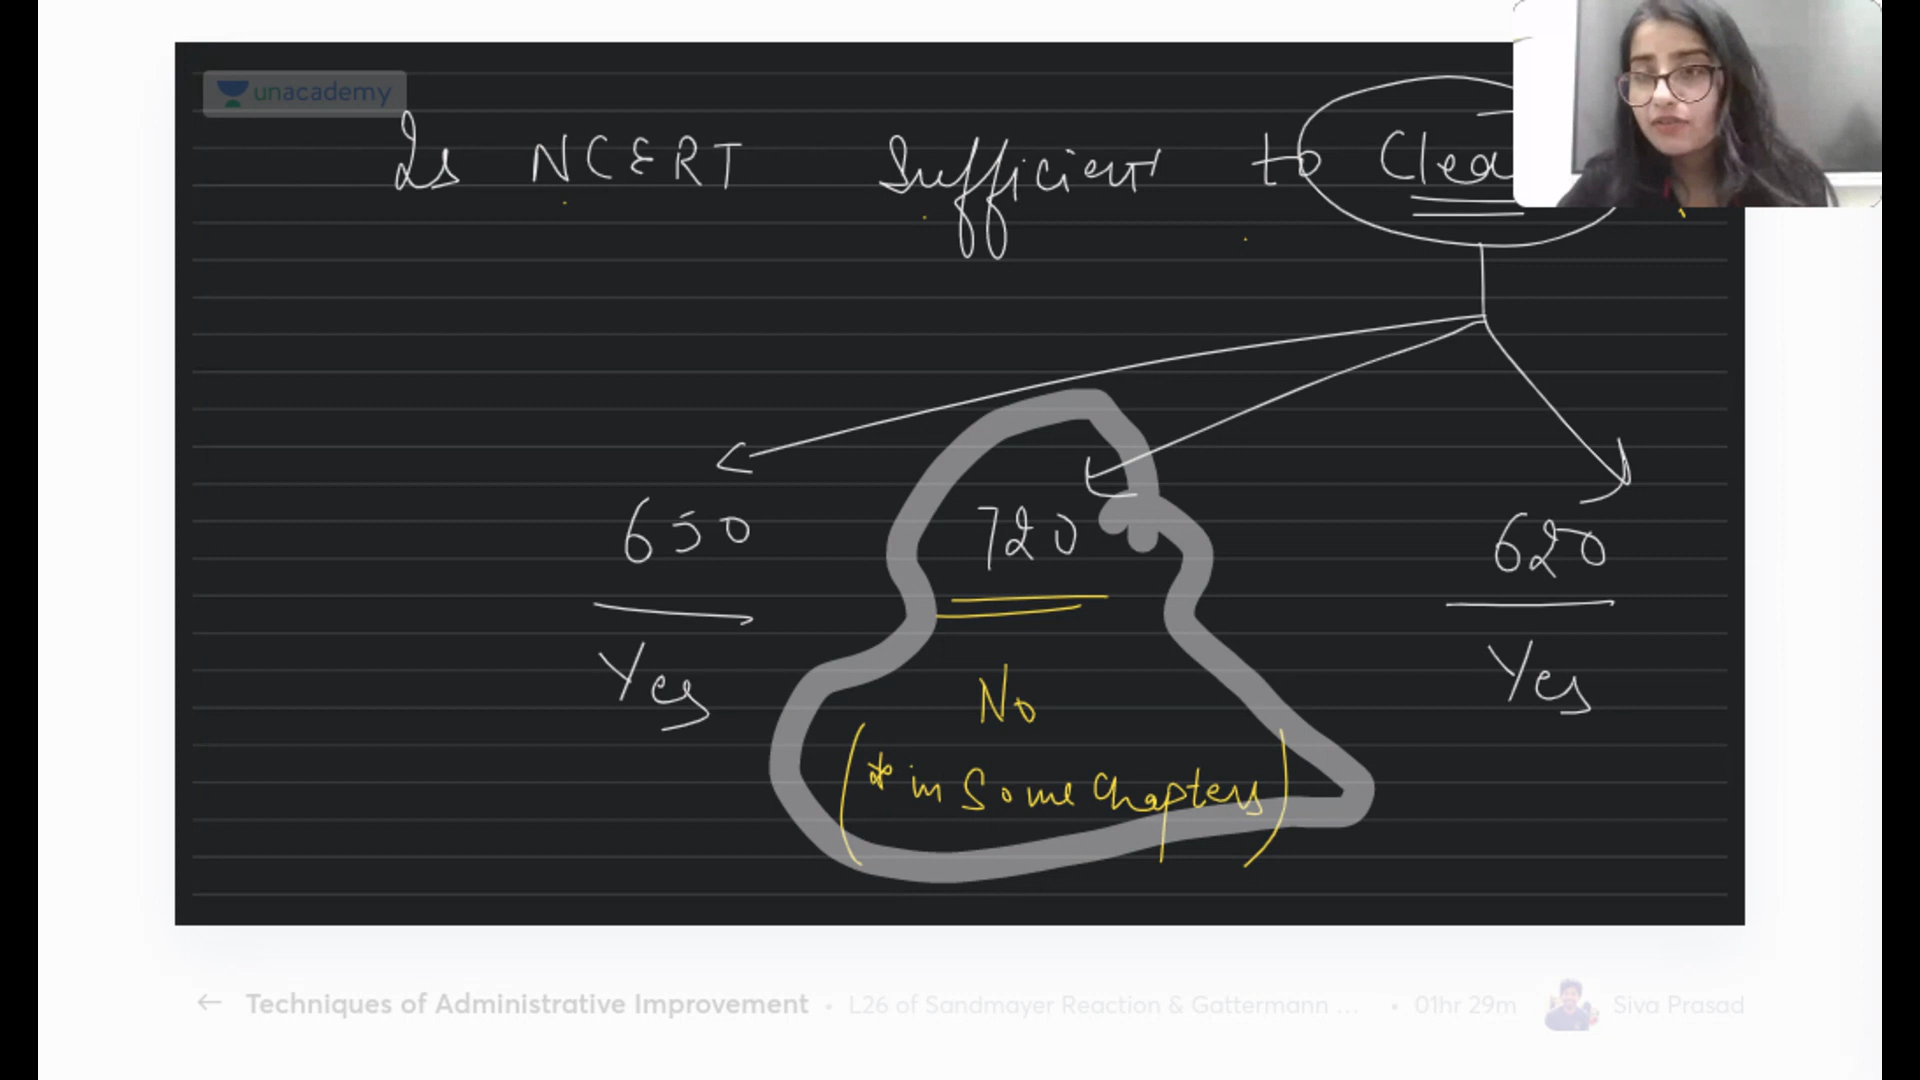 unacademy
Is NCERT Sufficient to Clea
650 720 620
Yes No Yes
(* in Some Chapters)
← Techniques of Administrative Improvement • L26 of Sandmayer Reaction & Gattermann ... • 01hr 29m Siva Prasad